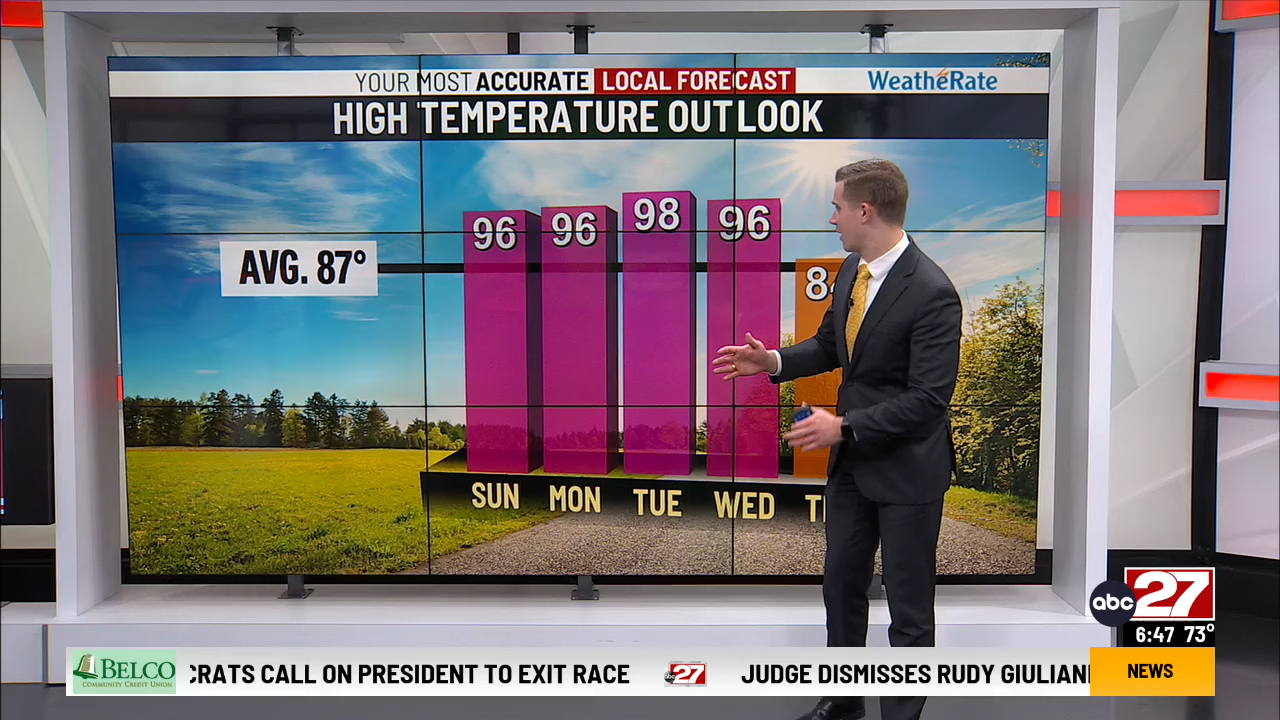 YOUR MOST ACCURATE LOCAL FORECAST
WeatheRate
HIGH TEMPERATURE OUTLOOK
AVG. 87°
96 96 98 96
SUN MON TUE WED
abc 27
6:47 73°
BELCO
COMMUNITY CREDIT UNION
CRATS CALL ON PRESIDENT TO EXIT RACE abc 27 JUDGE DISMISSES RUDY GIULIANI
NEWS